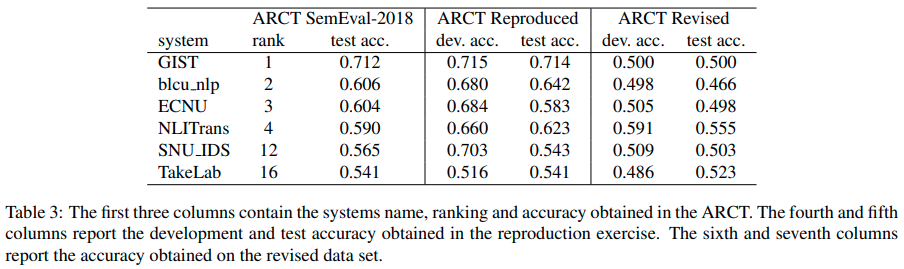 ARCT SemEval-2018 ARCT Reproduced ARCT Revised
system rank test acc. dev. acc. test acc. dev. acc. test acc.
GIST 1 0.712 0.715 0.714 0.500 0.500
blcu_nlp 2 0.606 0.680 0.642 0.498 0.466
ECNU 3 0.604 0.684 0.583 0.505 0.498
NLITrans 4 0.590 0.660 0.623 0.591 0.555
SNU_IDS 12 0.565 0.703 0.543 0.509 0.503
TakeLab 16 0.541 0.516 0.541 0.486 0.523
Table 3: The first three columns contain the systems name, ranking and accuracy obtained in the ARCT. The fourth and fifth
columns report the development and test accuracy obtained in the reproduction exercise. The sixth and seventh columns
report the accuracy obtained on the revised data set.